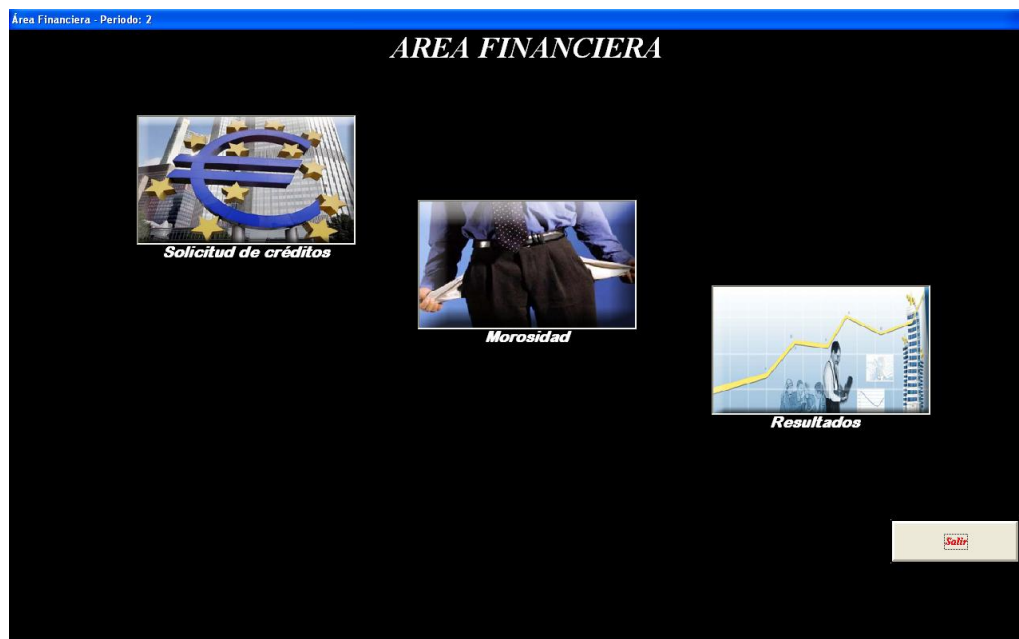 Área Financiera - Periodo: 2
AREA FINANCIERA
Solicitud de créditos
Morosidad
Resultados
Salir